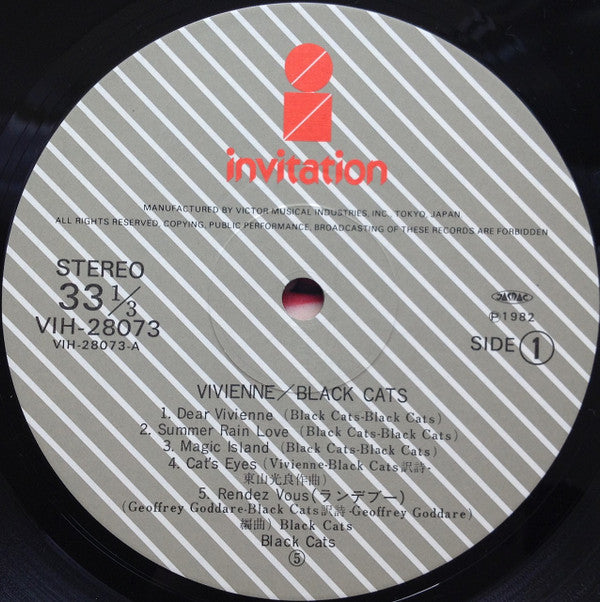 invitation
MANUFACTURED BY VICTOR MUSICAL INDUSTRIES, INC., TOKYO, JAPAN
ALL RIGHTS RESERVED, COPYING, PUBLIC PERFORMANCE, BROADCASTING OF THESE RECORDS ARE FORBIDDEN
STEREO
33 1/3
VIH-28073
VIH-28073-A
JASRAC
Ⓟ1982
SIDE 1
VIVIENNE/BLACK CATS
1. Dear Vivienne (Black Cats-Black Cats)
2. Summer Rain Love (Black Cats-Black Cats)
3. Magic Island (Black Cats-Black Cats)
4. Cat's Eyes (Vivienne-Black Cats訳詩-
東山光良作曲)
5. Rendez Vous(ランデブー)
(Geoffrey Goddare-Black Cats訳詩-Geoffrey Goddare)
編曲) Black Cats
Black Cats
⑤